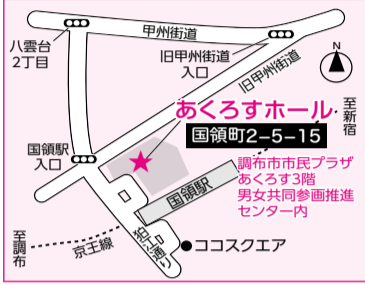 甲州街道
八雲台
2丁目
旧甲州街道
入口
旧甲州街道
N
あくろすホール
国領町2-5-15
至新宿
国領駅
入口
調布市市民プラザ
あくろす3階
男女共同参画推進
センター内
国領駅
至調布
京王線
狛江通り
ココスクエア